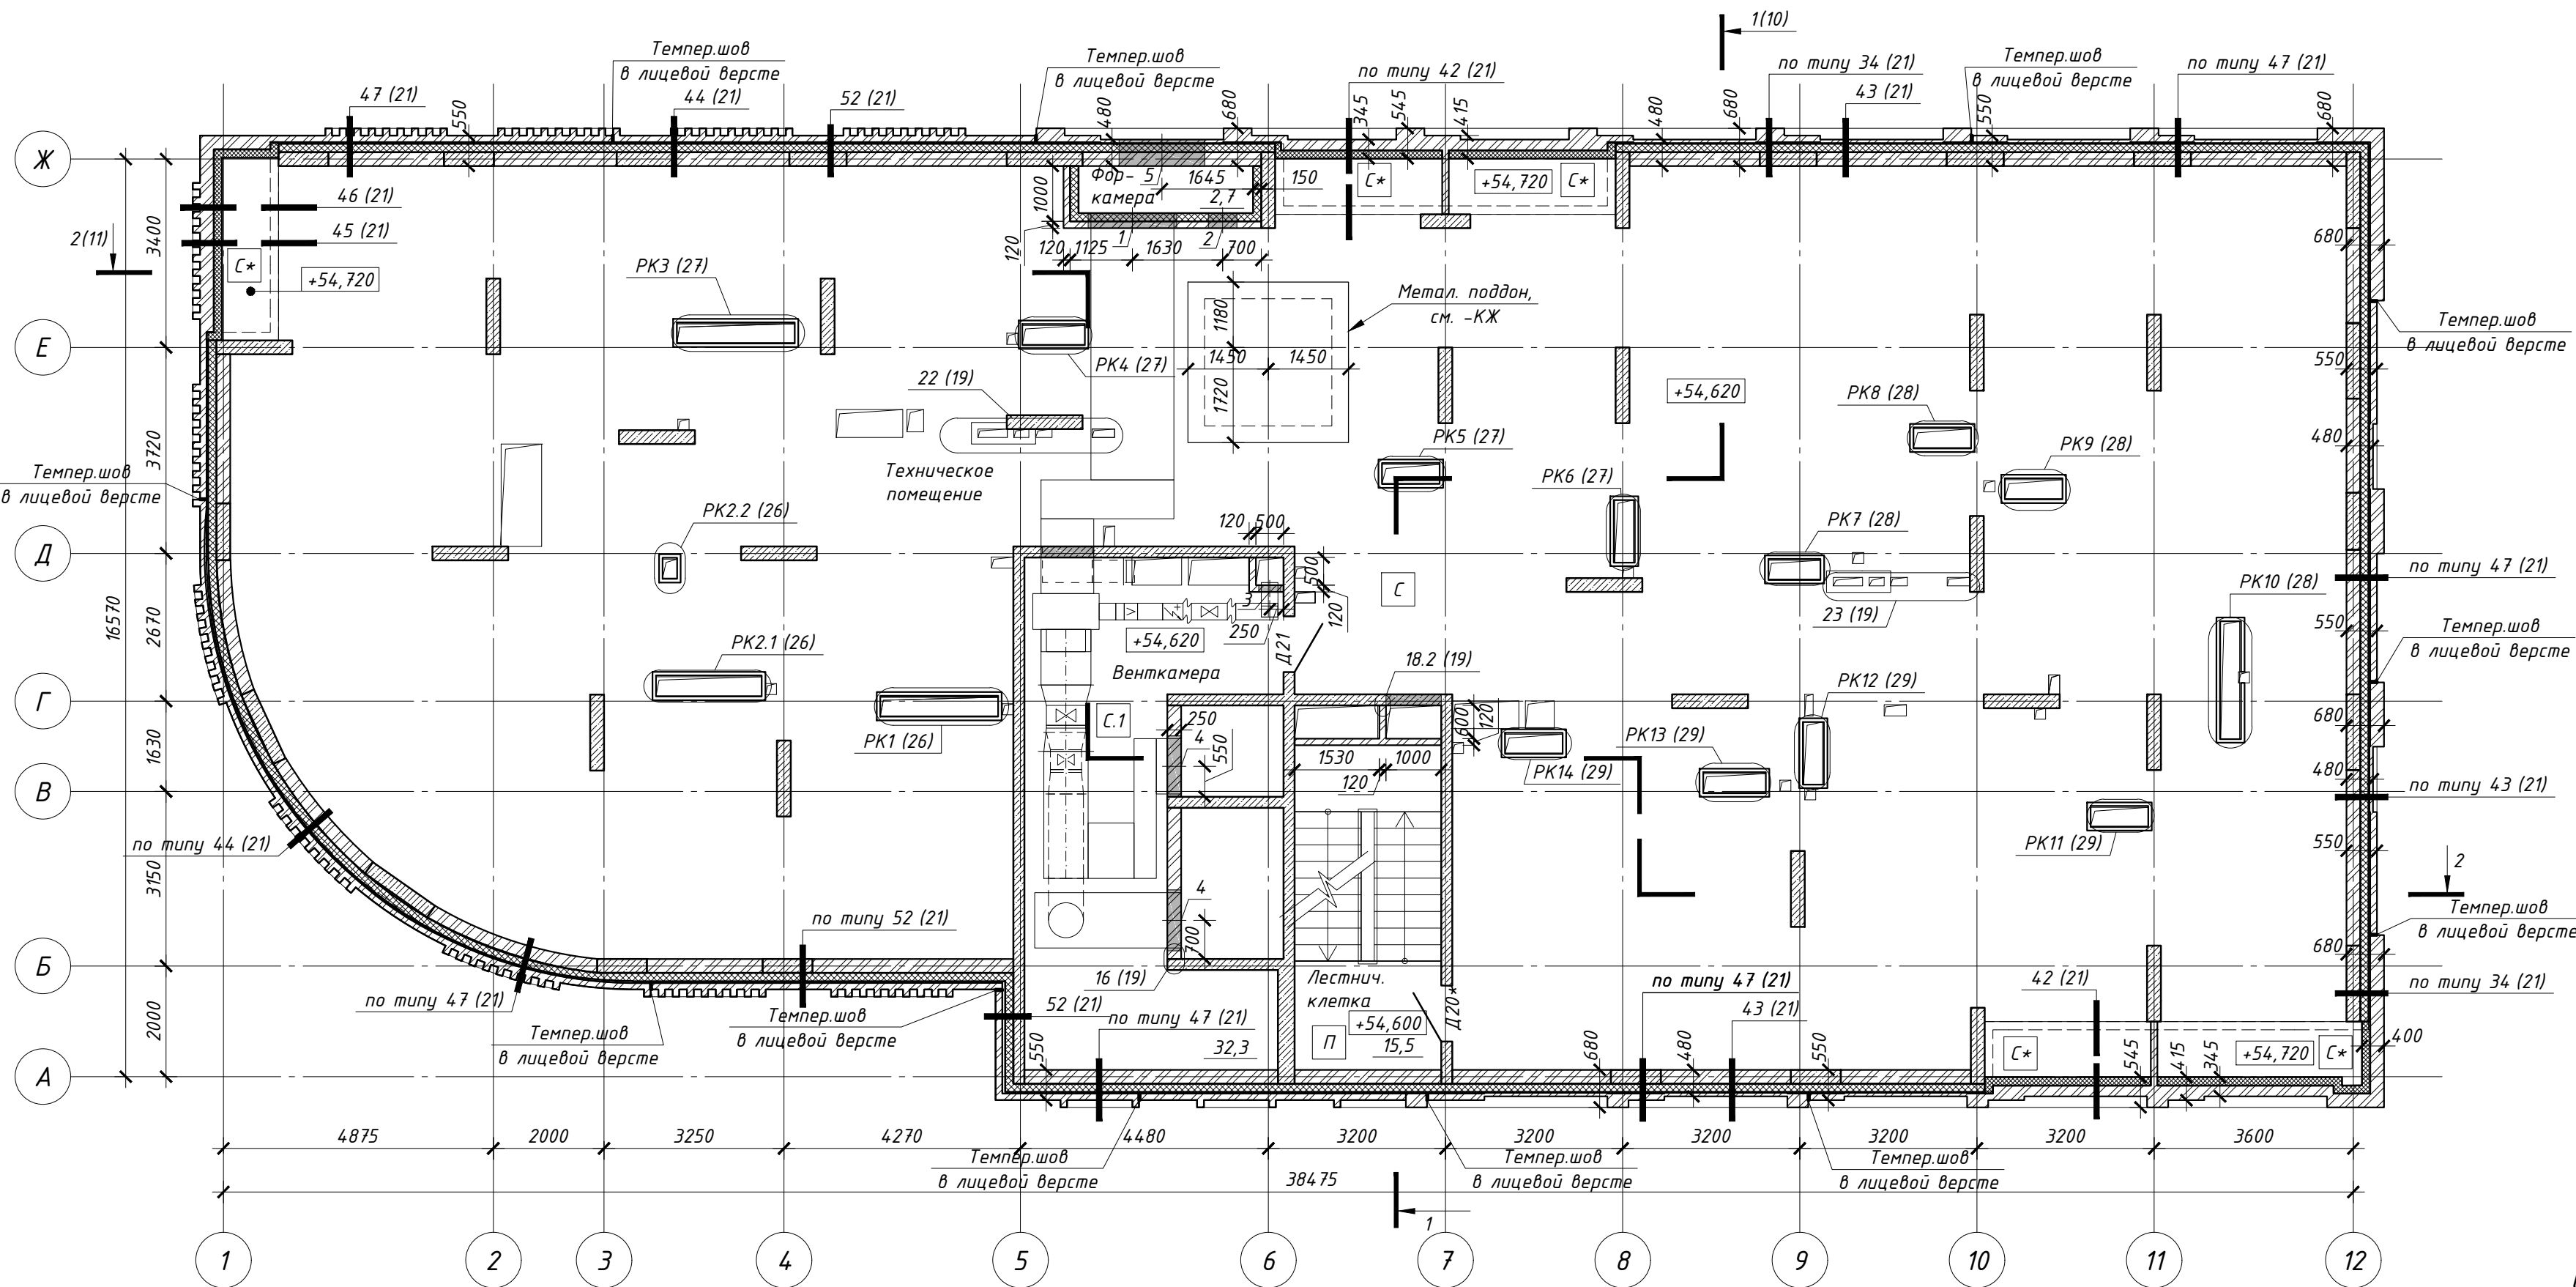 1(10)
Темпер.шов
в лицевой версте
Темпер.шов
в лицевой версте
Темпер.шов
в лицевой версте
47 (21)
44 (21)
52 (21)
по типу 42 (21)
по типу 34 (21)
43 (21)
по типу 47 (21)
550
480
680
345
545
415
480
680
550
680
Ж
Фор-
камера
5
1645
2,7
150
С*
+54,720
С*
1000
120
46 (21)
45 (21)
2(11)
3400
С*
+54,720
1
2
120
1125
1630
700
680
РК3 (27)
Метал. поддон,
см. -КЖ
1180
1450
1450
1720
Темпер.шов
в лицевой версте
Е
РК4 (27)
22 (19)
+54,620
РК8 (28)
550
480
3720
РК5 (27)
РК6 (27)
РК9 (28)
Темпер.шов
в лицевой версте
Техническое
помещение
РК2.2 (26)
120
500
РК7 (28)
Д
500
С
3
120
250
+54,620
Д21
23 (19)
РК10 (28)
по типу 47 (21)
550
16570
2670
РК2.1 (26)
Венткамера
18.2 (19)
РК12 (29)
Темпер.шов
в лицевой версте
Г
С.1
250
4
550
600
120
РК1 (26)
1530
1000
120
РК14 (29)
РК13 (29)
680
1630
В
480
по типу 43 (21)
по типу 44 (21)
РК11 (29)
550
3150
4
700
2
по типу 52 (21)
Темпер.шов
в лицевой версте
680
Б
16 (19)
Лестнич.
клетка
+54,600
П
15,5
Д20*
по типу 47 (21)
43 (21)
42 (21)
по типу 34 (21)
по типу 47 (21)
Темпер.шов
в лицевой версте
Темпер.шов
в лицевой версте
52 (21)
по типу 47 (21)
32,3
2000
550
680
480
550
С*
545
415
345
+54,720
С*
400
А
4875
2000
3250
4270
4480
3200
3200
3200
3200
3200
3600
Темпер.шов
в лицевой версте
Темпер.шов
в лицевой версте
Темпер.шов
в лицевой версте
38475
1
1
2
3
4
5
6
7
8
9
10
11
12